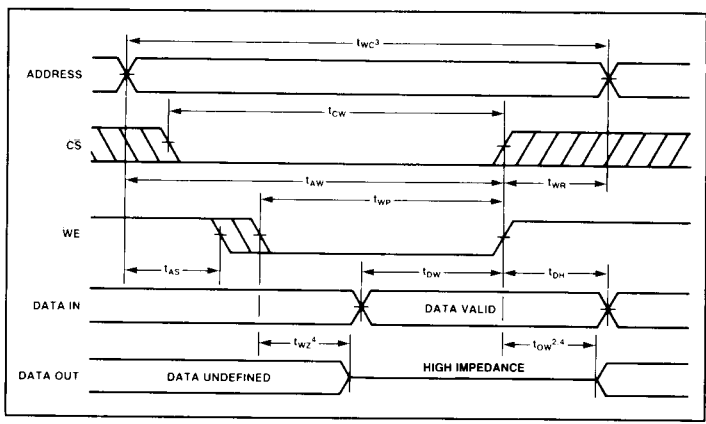 tWC3
ADDRESS
tCW
CS
tAW
tWR
tWP
WE
tAS
tDW
tDH
DATA IN
DATA VALID
tWZ4
tOW2,4
HIGH IMPEDANCE
DATA OUT
DATA UNDEFINED